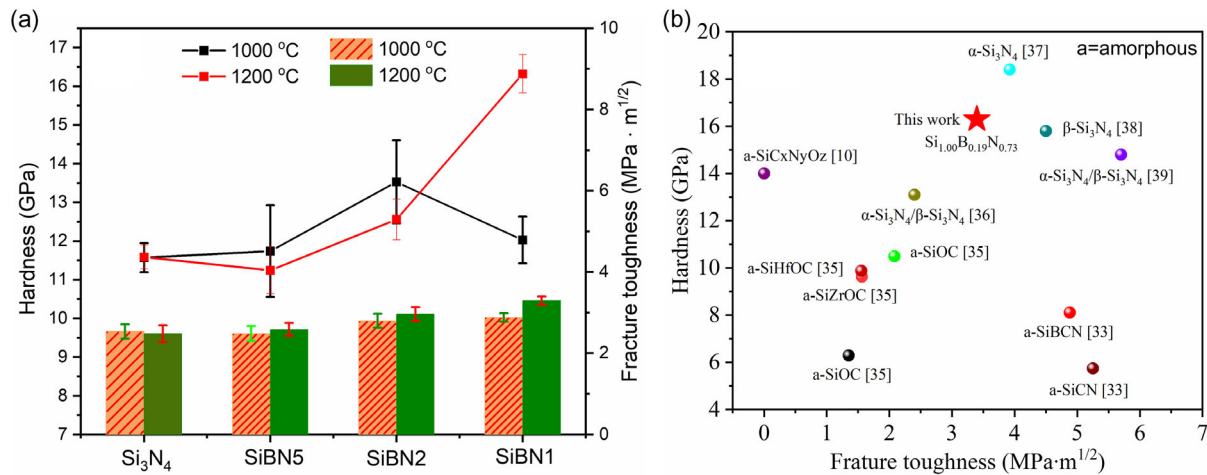 (a)
1000 °C
1000 °C
1200 °C
1200 °C
Hardness (GPa)
17
16
15
14
13
12
11
10
9
8
7
Fracture toughness (MPa · m1/2)
10
8
6
4
2
0
Si3N4
SiBN5
SiBN2
SiBN1
(b)
a=amorphous
Hardness (GPa)
20
18
16
14
12
10
8
6
4
α-Si3N4 [37]
This work
Si1.00B0.19N0.73
β-Si3N4 [38]
α-Si3N4/β-Si3N4 [39]
a-SiCxNyOz [10]
α-Si3N4/β-Si3N4 [36]
a-SiOC [35]
a-SiHfOC [35]
a-SiZrOC [35]
a-SiBCN [33]
a-SiOC [35]
a-SiCN [33]
0
1
2
3
4
5
6
7
Frature toughness (MPa·m1/2)